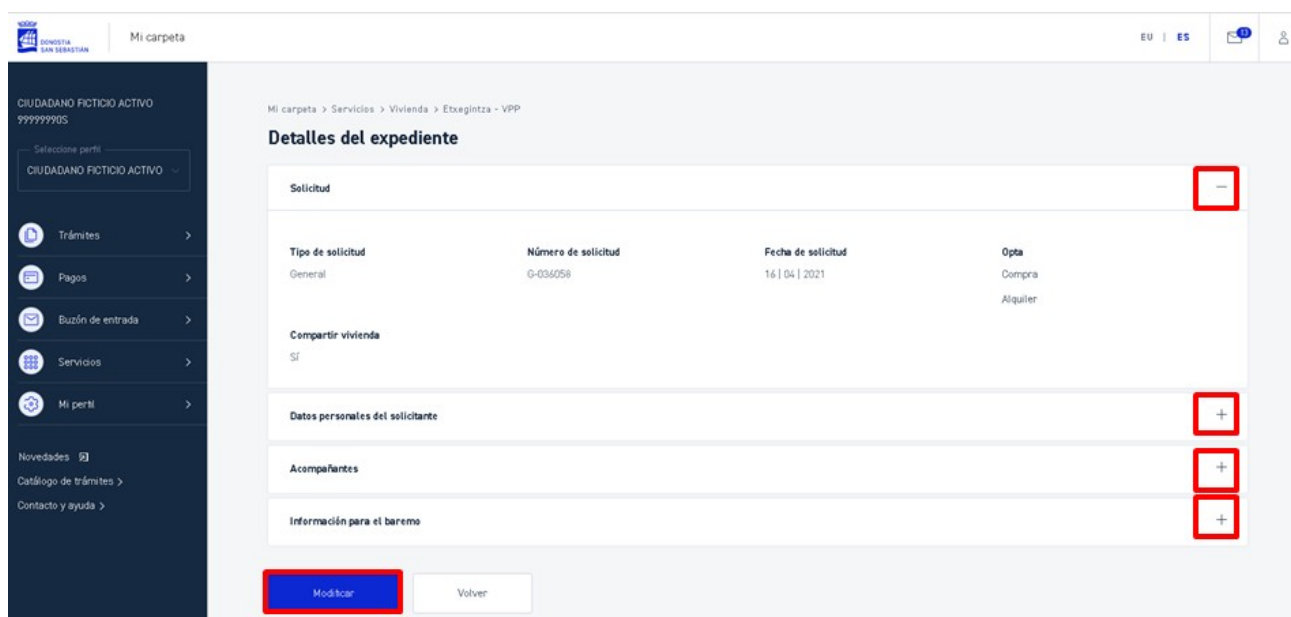 DONOSTIA
SAN SEBASTIÁN
Mi carpeta
EU | ES
13
CIUDADANO FICTICIO ACTIVO
99999990S
Seleccione perfil
CIUDADANO FICTICIO ACTIVO
Trámites
Pagos
Buzón de entrada
Servicios
Mi perfil
Novedades
Catálogo de trámites >
Contacto y ayuda >
Mi carpeta > Servicios > Vivienda > Etxegintza - VPP
Detalles del expediente
Solicitud
Tipo de solicitud Número de solicitud Fecha de solicitud Opta
General G-036058 16 | 04 | 2021 Compra
Alquiler
Compartir vivienda
Sí
Datos personales del solicitante
Acompañantes
Información para el baremo
Modificar Volver